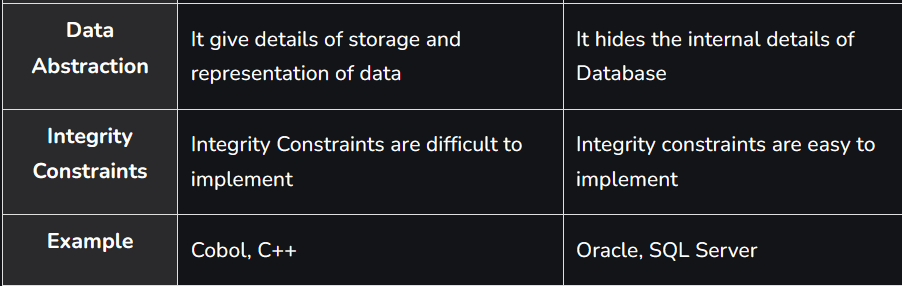 Data
Abstraction
It give details of storage and
representation of data
It hides the internal details of
Database
Integrity
Constraints
Integrity Constraints are difficult to
implement
Integrity constraints are easy to
implement
Example
Cobol, C++
Oracle, SQL Server